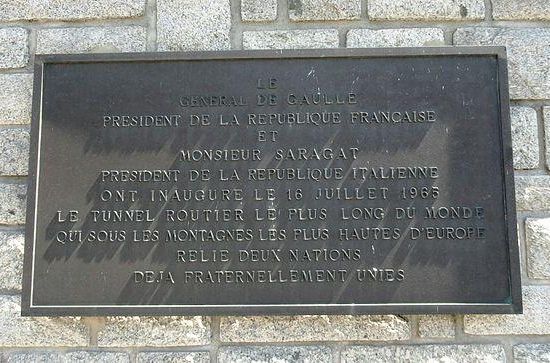 LE
GENERAL DE GAULLE
PRESIDENT DE LA REPUBLIQUE FRANÇAISE
ET
MONSIEUR SARAGAT
PRESIDENT DE LA REPUBLIQUE ITALIENNE
ONT INAUGURE LE 16 JUILLET 1965
LE TUNNEL ROUTIER LE PLUS LONG DU MONDE
QUI SOUS LES MONTAGNES LES PLUS HAUTES D'EUROPE
RELIE DEUX NATIONS
DEJA FRATERNELLEMENT UNIES